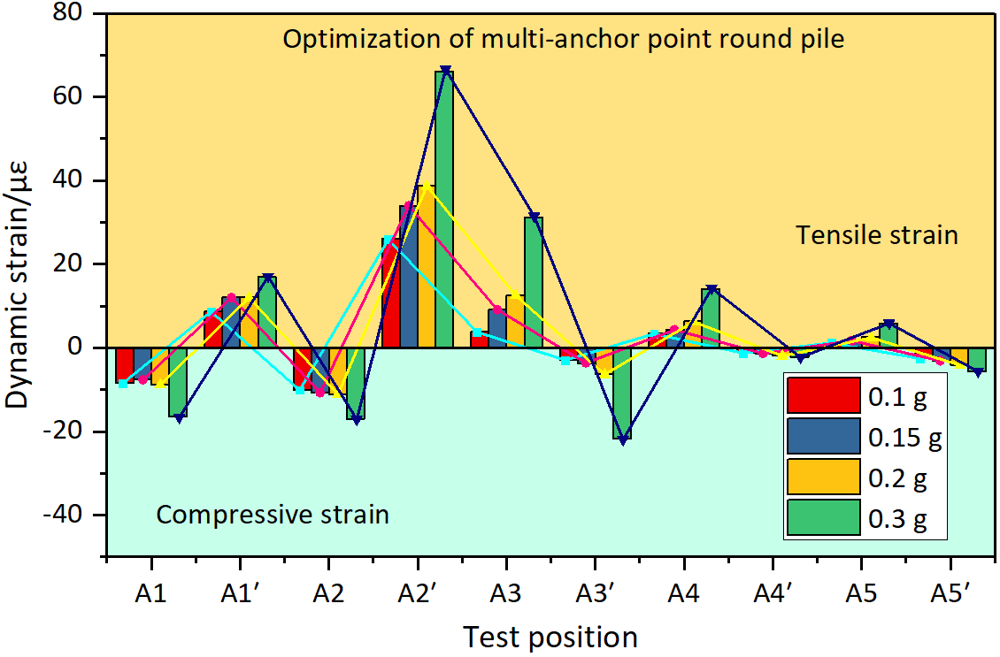 Optimization of multi-anchor point round pile
80
60
40
20
0
-20
-40
Dynamic strain/με
Tensile strain
Compressive strain
0.1 g
0.15 g
0.2 g
0.3 g
A1 A1′ A2 A2′ A3 A3′ A4 A4′ A5 A5′
Test position